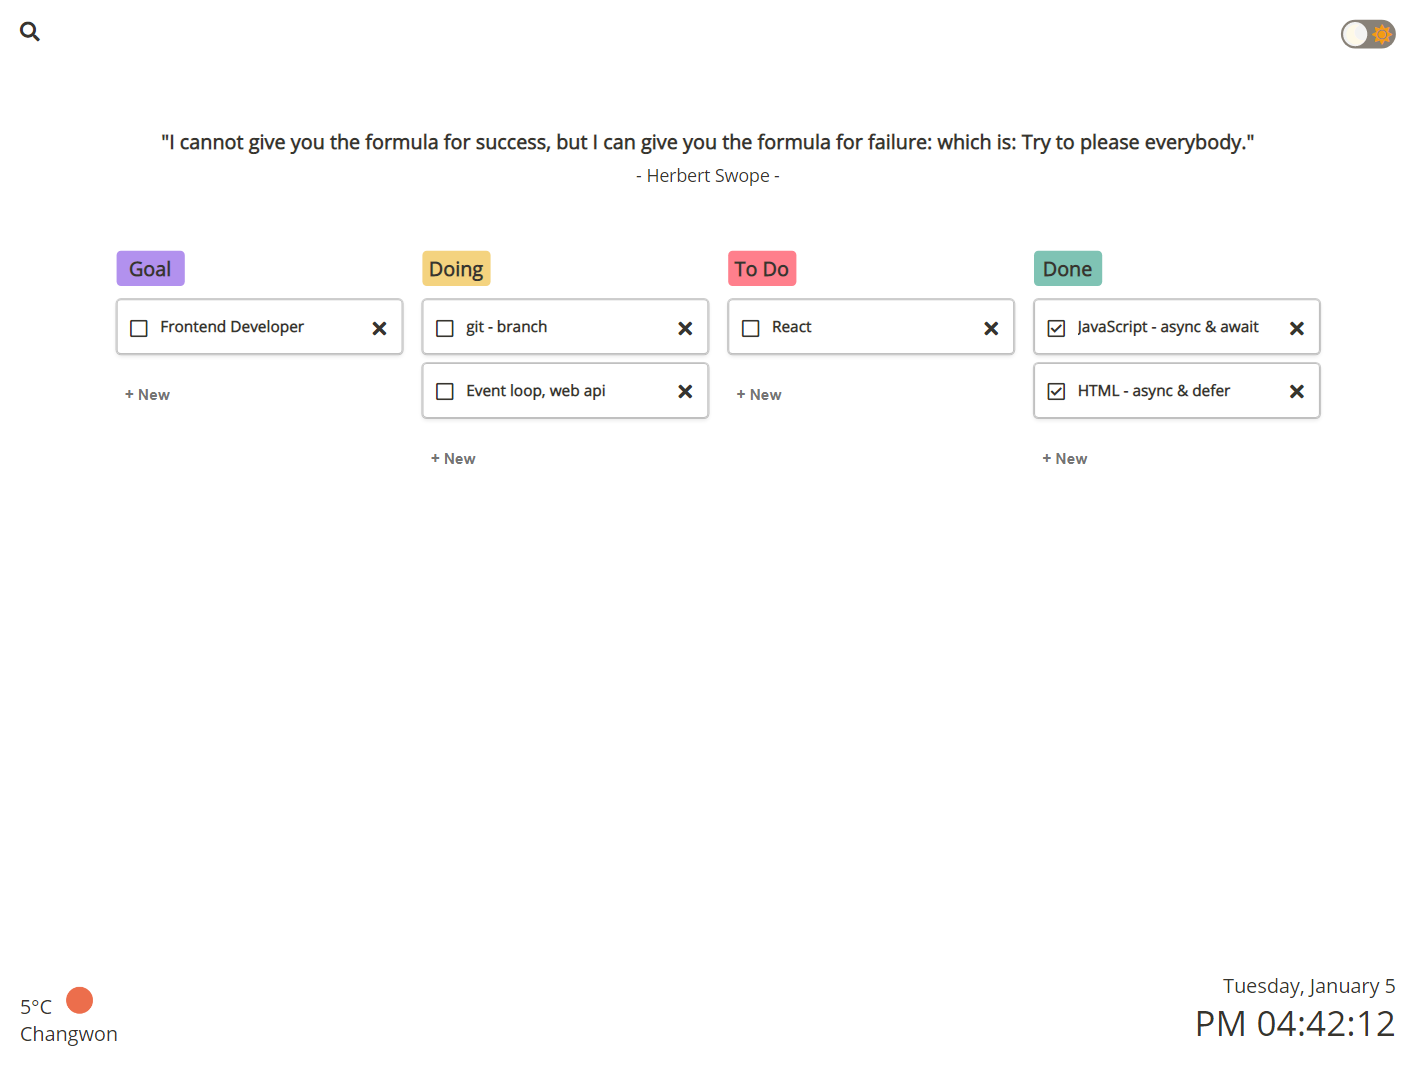 "I cannot give you the formula for success, but I can give you the formula for failure: which is: Try to please everybody."
- Herbert Swope -
Goal
Frontend Developer
+ New
Doing
git - branch
Event loop, web api
+ New
To Do
React
+ New
Done
JavaScript - async & await
HTML - async & defer
+ New
5°C
Changwon
Tuesday, January 5
PM 04:42:12